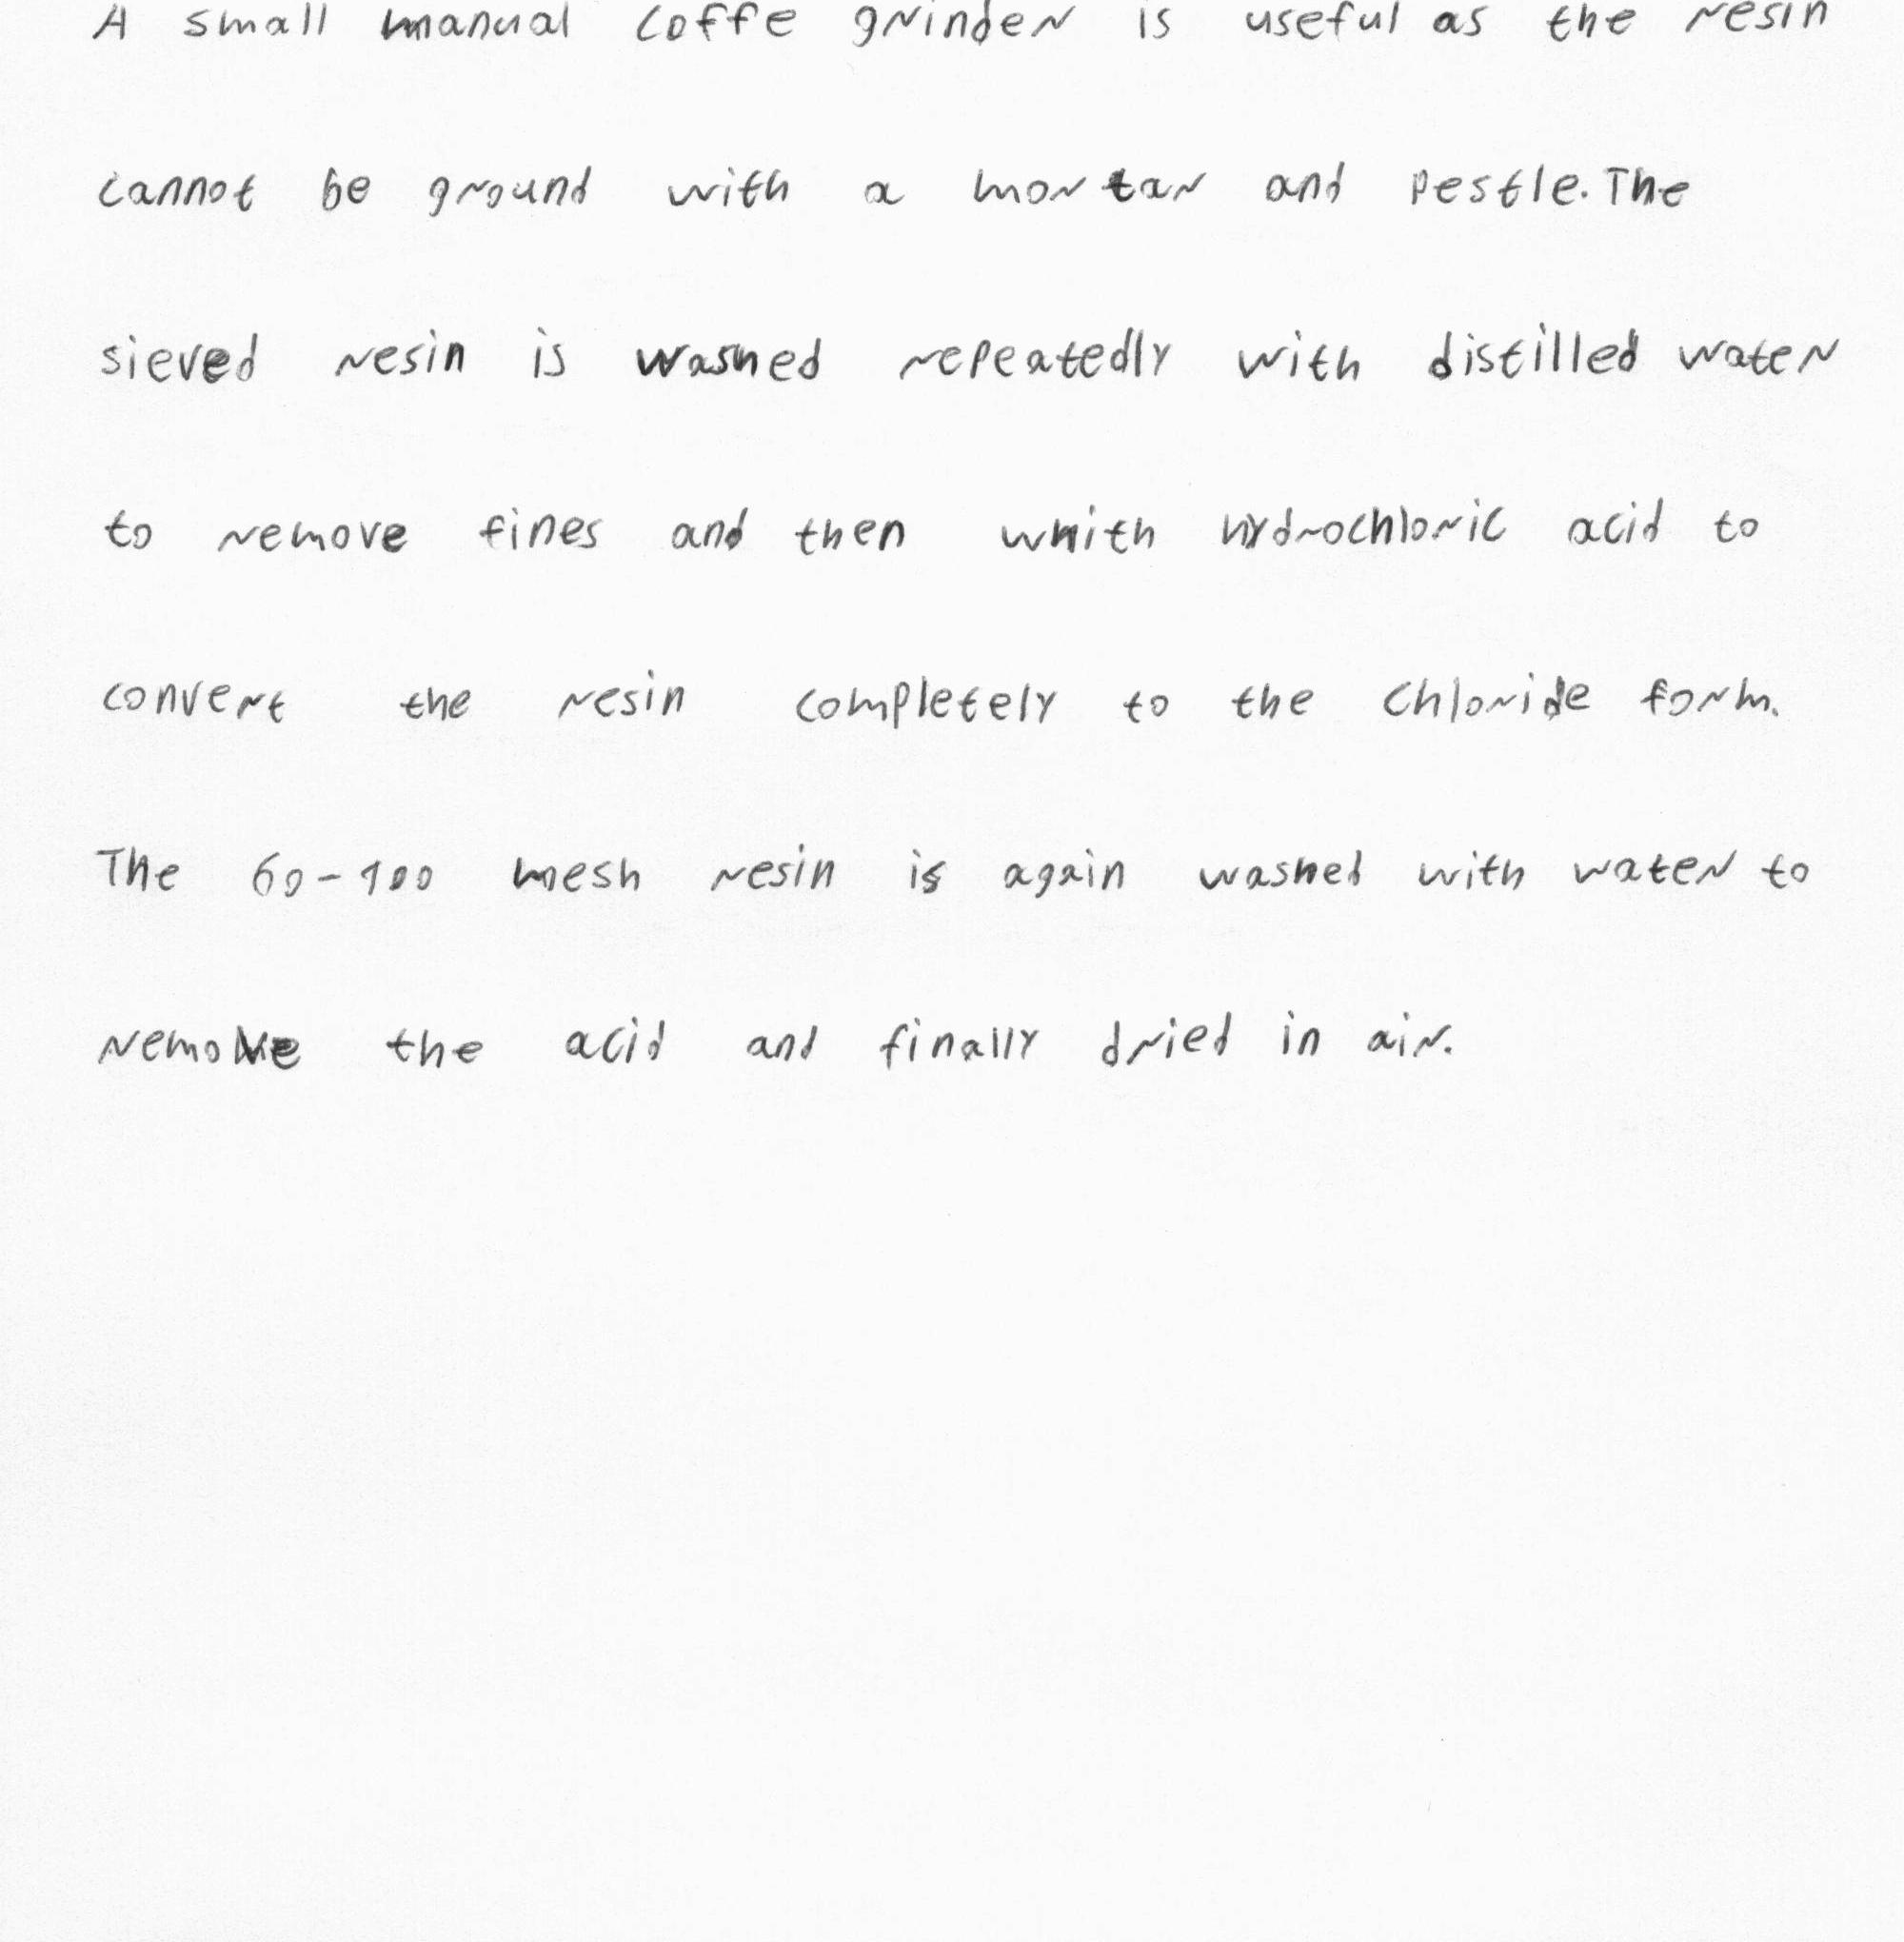 A small manual coffe grinder is useful as the resin
cannot be ground with a mortar and pestle. The
sieved resin is washed repeatedly with distilled water
to remove fines and then whith hydrochloric acid to
convert the resin completely to the chloride form.
The 60-100 mesh resin is again washed with water to
remove the acid and finally dried in air.